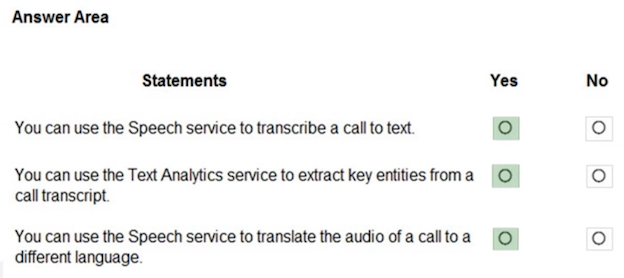 Answer Area
Statements Yes No
You can use the Speech service to transcribe a call to text.
You can use the Text Analytics service to extract key entities from a
call transcript.
You can use the Speech service to translate the audio of a call to a
different language.